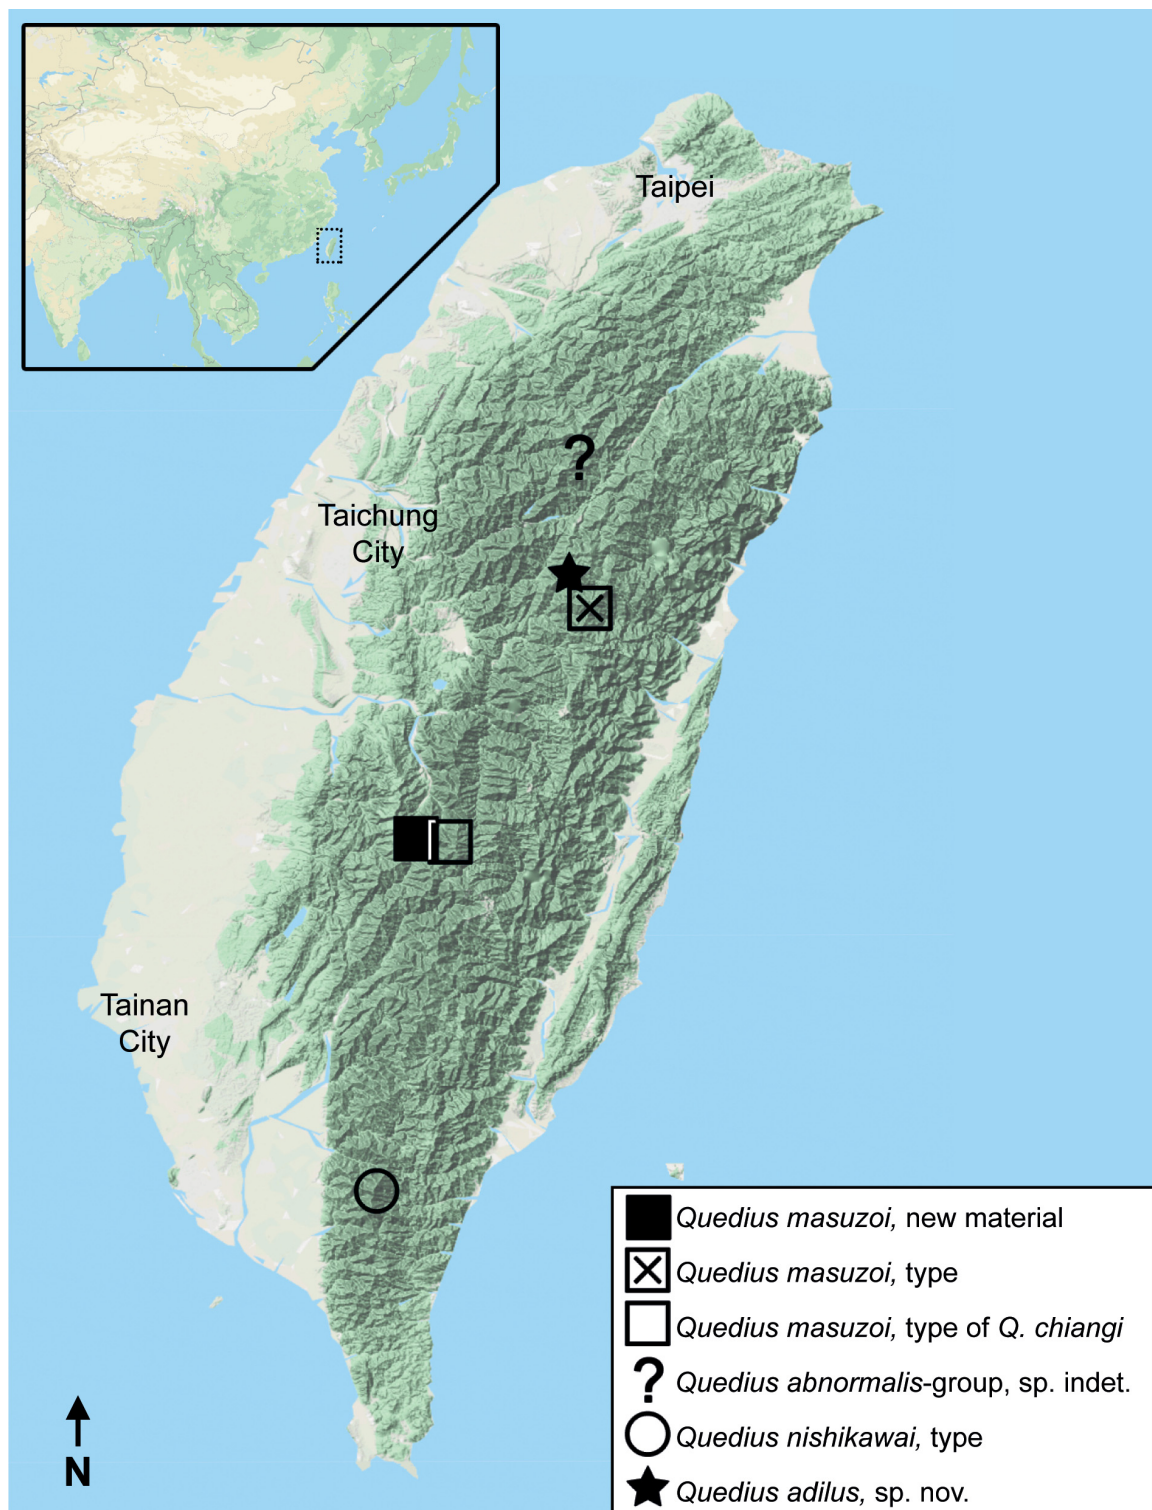 Taipei
?
Taichung
City
Tainan
City
N
Quedius masuzoi, new material
Quedius masuzoi, type
Quedius masuzoi, type of Q. chiangi
? Quedius abnormalis-group, sp. indet.
Quedius nishikawai, type
Quedius adilus, sp. nov.